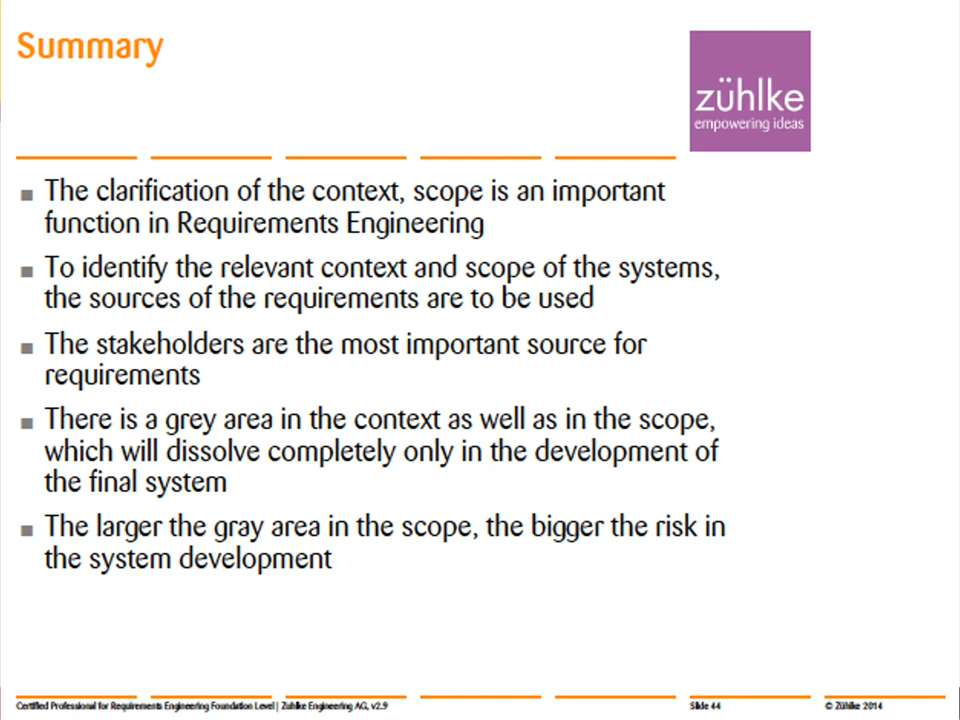 Summary
zühlke
empowering ideas
■ The clarification of the context, scope is an important
function in Requirements Engineering
■ To identify the relevant context and scope of the systems,
the sources of the requirements are to be used
■ The stakeholders are the most important source for
requirements
■ There is a grey area in the context as well as in the scope,
which will dissolve completely only in the development of
the final system
■ The larger the gray area in the scope, the bigger the risk in
the system development
Certified Professional for Requirements Engineering Foundation Level | Zühlke Engineering AG, v2.9
Slide 44
© Zühlke 2014